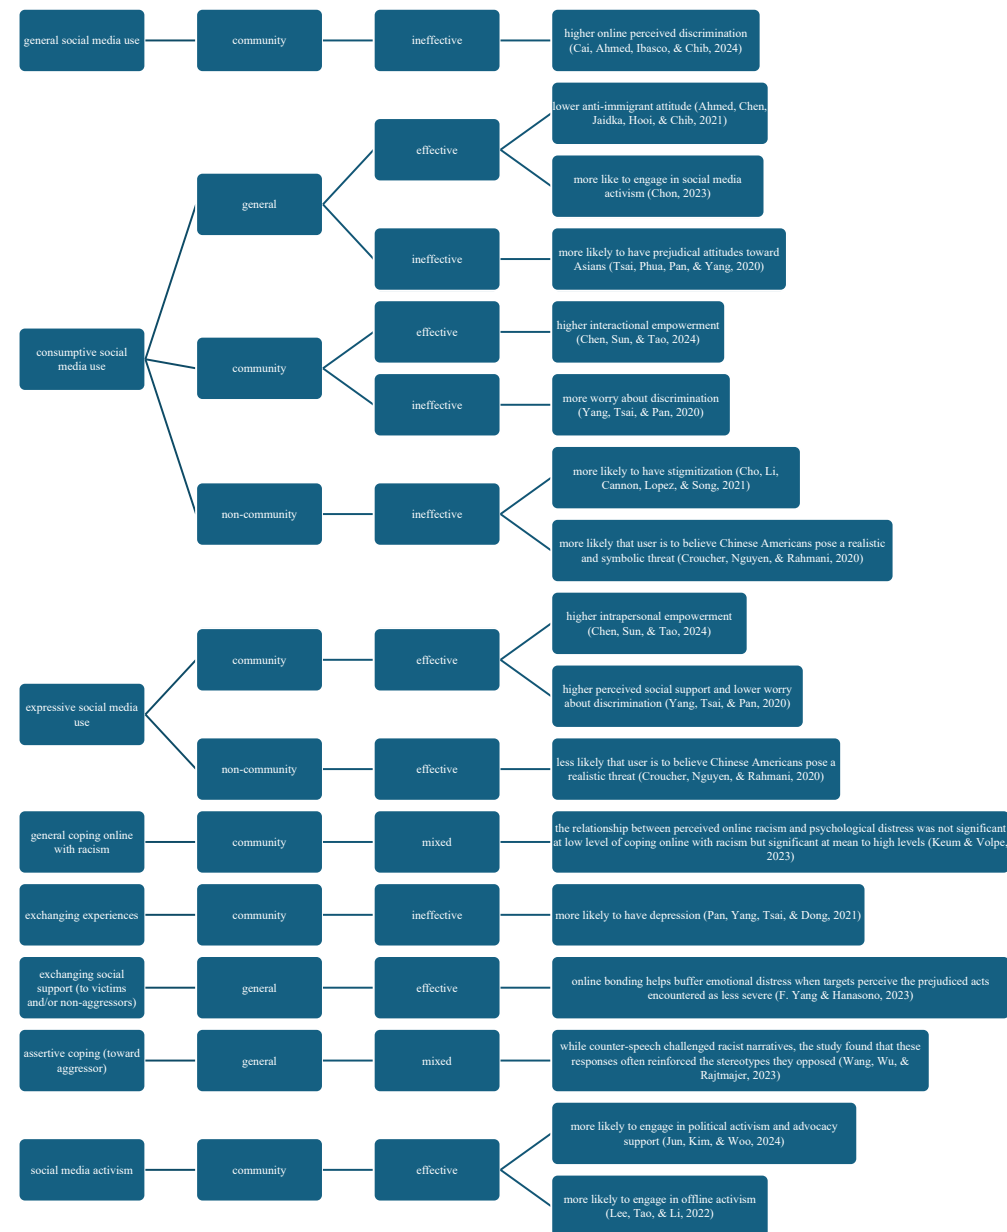 general social media use
community
ineffective
higher online perceived discrimination
(Cai, Ahmed, Ibasco, & Chib, 2024)
consumptive social
media use
general
effective
lower anti-immigrant attitude (Ahmed, Chen,
Jaidka, Hooi, & Chib, 2021)
more like to engage in social media
activism (Chon, 2023)
ineffective
more likely to have prejudical attitudes toward
Asians (Tsai, Phua, Pan, & Yang, 2020)
community
effective
higher interactional empowerment
(Chen, Sun, & Tao, 2024)
ineffective
more worry about discrimination
(Yang, Tsai, & Pan, 2020)
non-community
ineffective
more likely to have stigmitization (Cho, Li,
Cannon, Lopez, & Song, 2021)
more likely that user is to believe Chinese Americans pose a realistic
and symbolic threat (Croucher, Nguyen, & Rahmani, 2020)
expressive social media
use
community
effective
higher intrapersonal empowerment
(Chen, Sun, & Tao, 2024)
higher perceived social support and lower worry
about discrimination (Yang, Tsai, & Pan, 2020)
non-community
effective
less likely that user is to believe Chinese Americans pose a
realistic threat (Croucher, Nguyen, & Rahmani, 2020)
general coping online
with racism
community
mixed
the relationship between perceived online racism and psychological distress was not significant
at low level of coping online with racism but significant at mean to high levels (Keum & Volpe,
2023)
exchanging experiences
community
ineffective
more likely to have depression (Pan, Yang, Tsai, & Dong, 2021)
exchanging social
support (to victims
and/or non-aggressors)
general
effective
online bonding helps buffer emotional distress when targets perceive the prejudiced acts
encountered as less severe (F. Yang & Hanasono, 2023)
assertive coping (toward
aggressor)
general
mixed
while counter-speech challenged racist narratives, the study found that these
responses often reinforced the stereotypes they opposed (Wang, Wu, &
Rajtmajer, 2023)
social media activism
community
effective
more likely to engage in political activism and advocacy
support (Jun, Kim, & Woo, 2024)
more likely to engage in offline activism
(Lee, Tao, & Li, 2022)